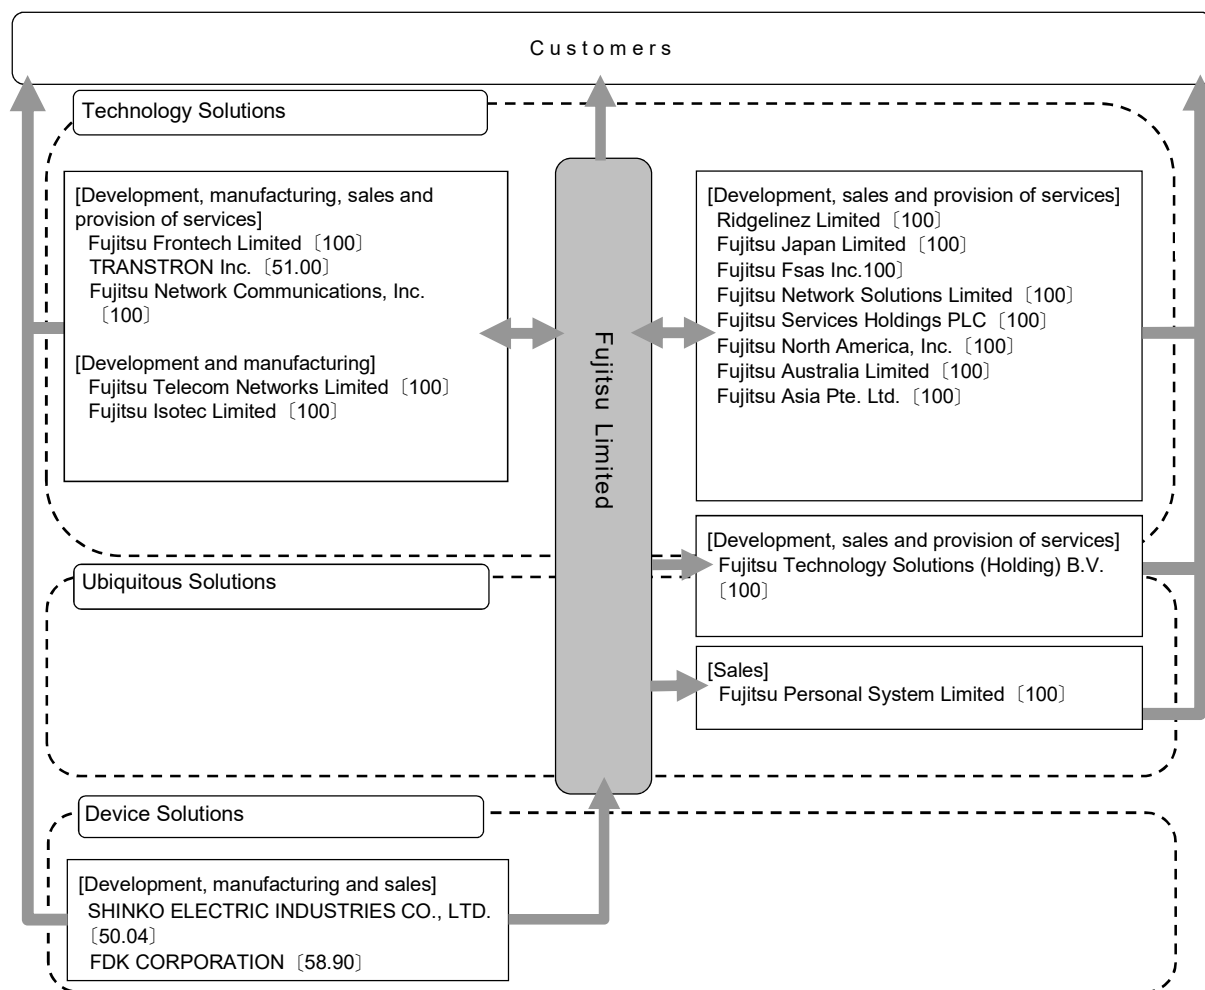 Customers
Technology Solutions
[Development, manufacturing, sales and
provision of services]
Fujitsu Frontech Limited〔100〕
TRANSTRON Inc.〔51.00〕
Fujitsu Network Communications, Inc.
〔100〕
[Development and manufacturing]
Fujitsu Telecom Networks Limited〔100〕
Fujitsu Isotec Limited〔100〕
Fujitsu Limited
[Development, sales and provision of services]
Ridgelinez Limited〔100〕
Fujitsu Japan Limited〔100〕
Fujitsu Fsas Inc.100〕
Fujitsu Network Solutions Limited〔100〕
Fujitsu Services Holdings PLC〔100〕
Fujitsu North America, Inc.〔100〕
Fujitsu Australia Limited〔100〕
Fujitsu Asia Pte. Ltd.〔100〕
[Development, sales and provision of services]
Fujitsu Technology Solutions (Holding) B.V.
〔100〕
Ubiquitous Solutions
[Sales]
Fujitsu Personal System Limited〔100〕
Device Solutions
[Development, manufacturing and sales]
SHINKO ELECTRIC INDUSTRIES CO., LTD.
〔50.04〕
FDK CORPORATION〔58.90〕